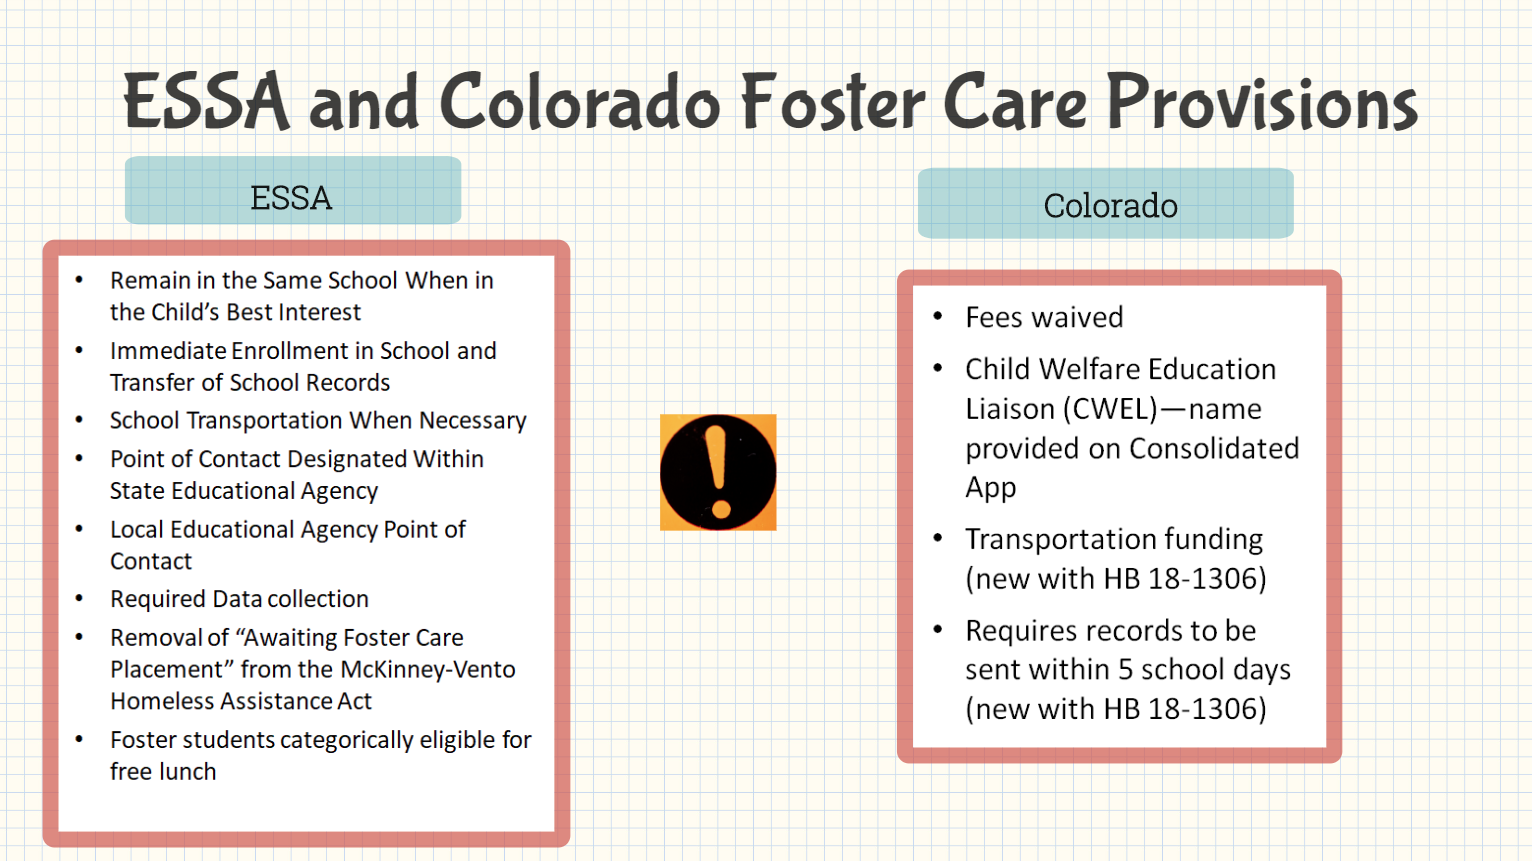 ESSA and Colorado Foster Care Provisions
ESSA
• Remain in the Same School When in
the Child’s Best Interest
• Immediate Enrollment in School and
Transfer of School Records
• School Transportation When Necessary
• Point of Contact Designated Within
State Educational Agency
• Local Educational Agency Point of
Contact
• Required Data collection
• Removal of “Awaiting Foster Care
Placement” from the McKinney-Vento
Homeless Assistance Act
• Foster students categorically eligible for
free lunch
Colorado
• Fees waived
• Child Welfare Education
Liaison (CWEL)—name
provided on Consolidated
App
• Transportation funding
(new with HB 18-1306)
• Requires records to be
sent within 5 school days
(new with HB 18-1306)